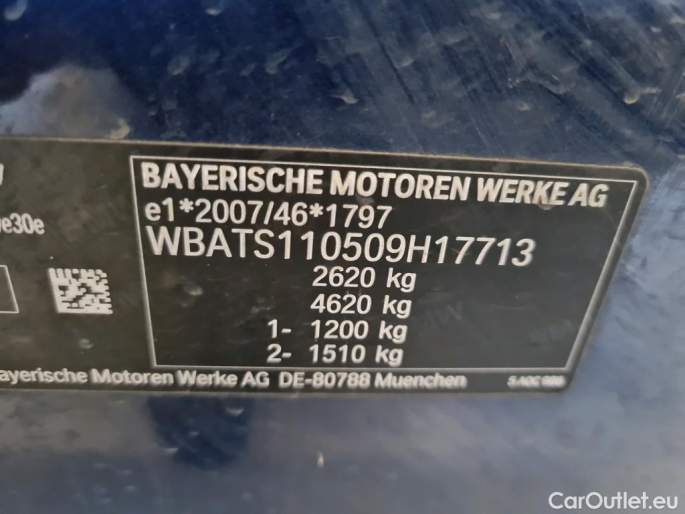 BAYERISCHE MOTOREN WERKE AG
e1*2007/46*1797
WBATS110509H17713
2620 kg
4620 kg
1- 1200 kg
2- 1510 kg
e30e
ayerische Motoren Werke AG DE-80788 Muenchen
CarOutlet.eu